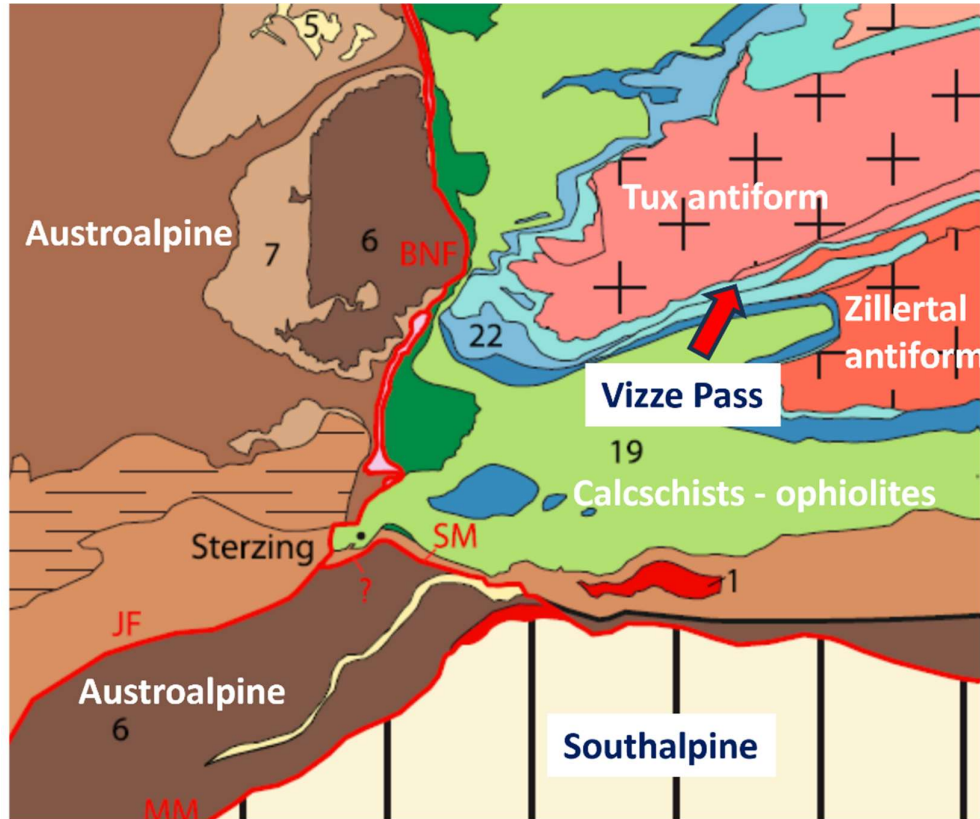 5
Tux antiform
Austroalpine
7
6
BNF
Zillertal
antiform
22
Vizze Pass
19
Calcschists - ophiolites
Sterzing
SM
?
1
JF
Austroalpine
6
Southalpine
MM